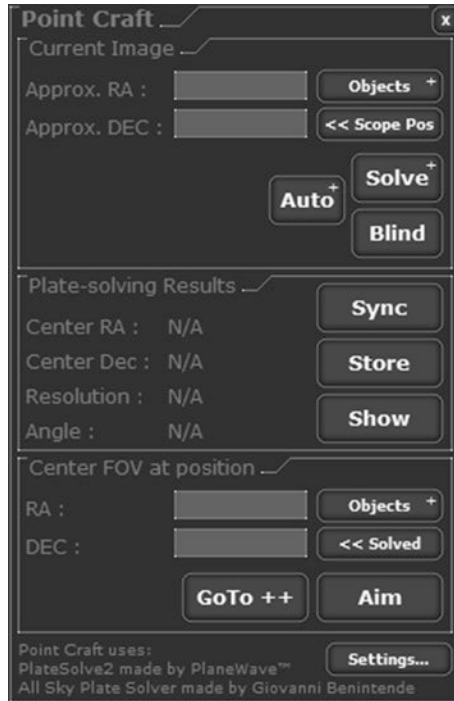 Point Craft
x
Current Image
Approx. RA : Objects +
Approx. DEC : << Scope Pos
Solve +
Auto +
Blind
Plate-solving Results
Sync
Center RA : N/A
Center Dec : N/A
Store
Resolution : N/A
Show
Angle : N/A
Center FOV at position
RA : Objects +
DEC : << Solved
GoTo ++ Aim
Point Craft uses:
PlateSolve2 made by PlaneWave™
Settings...
All Sky Plate Solver made by Giovanni Benintende